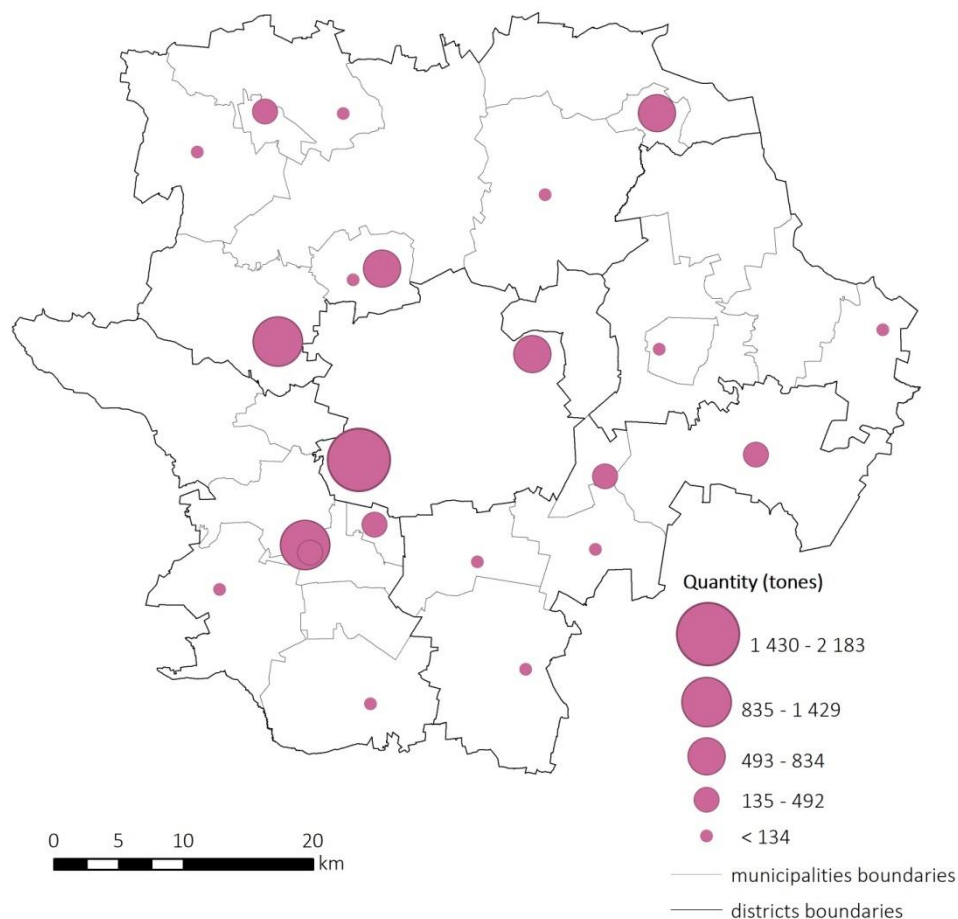 Quantity (tones)
1 430 - 2 183
835 - 1 429
493 - 834
135 - 492
< 134
0 5 10 20
km
municipalities boundaries
districts boundaries